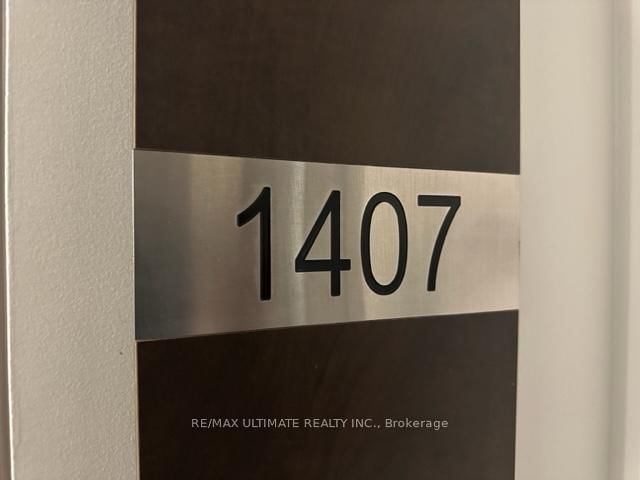 1407
RE/MAX ULTIMATE REALTY INC., Brokerage